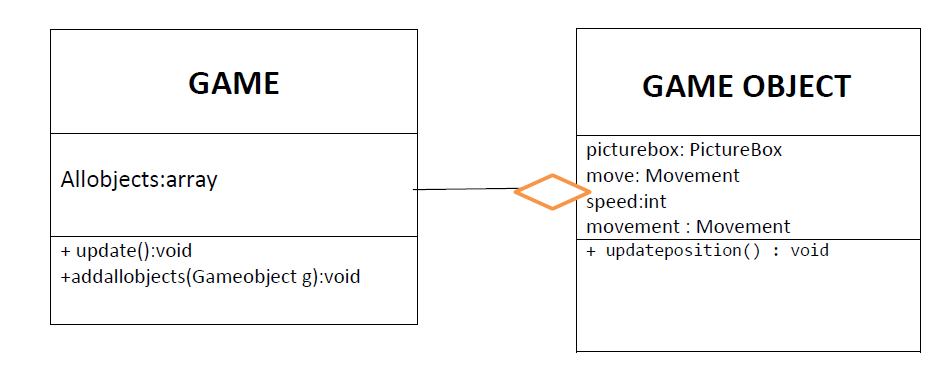 GAME
Allobjects:array
+ update():void
+addallobjects(Gameobject g):void
GAME OBJECT
picturebox: PictureBox
move: Movement
speed:int
movement : Movement
+ updateposition() : void